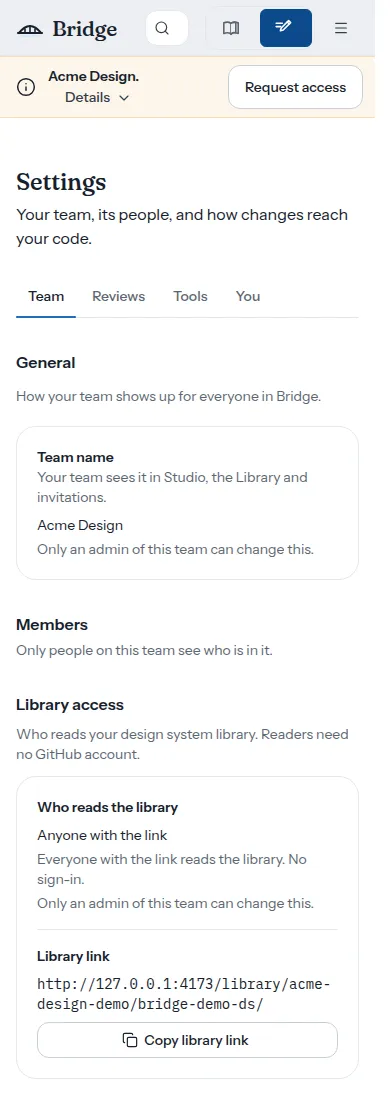 Bridge
Acme Design.
Details
Request access
Settings
Your team, its people, and how changes reach
your code.
Team
Reviews
Tools
You
General
How your team shows up for everyone in Bridge.
Team name
Your team sees it in Studio, the Library and
invitations.
Acme Design
Only an admin of this team can change this.
Members
Only people on this team see who is in it.
Library access
Who reads your design system library. Readers need
no GitHub account.
Who reads the library
Anyone with the link
Everyone with the link reads the library. No
sign-in.
Only an admin of this team can change this.
Library link
http://127.0.0.1:4173/library/acme-
design-demo/bridge-demo-ds/
Copy library link